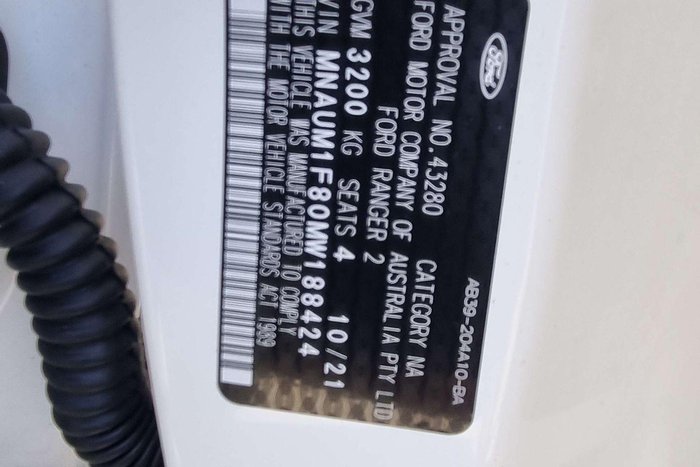 Ford
AB39-204A10-BA
APPROVAL NO.43280 CATEGORY NA
FORD MOTOR COMPANY OF AUSTRALIA PTY LTD
FORD RANGER 2
GVM 3200 KG SEATS 4 10/21
VIN MNAUM1F80MW188424
THIS VEHICLE WAS MANUFACTURED TO COMPLY
WITH THE MOTOR VEHICLE STANDARDS ACT 1989